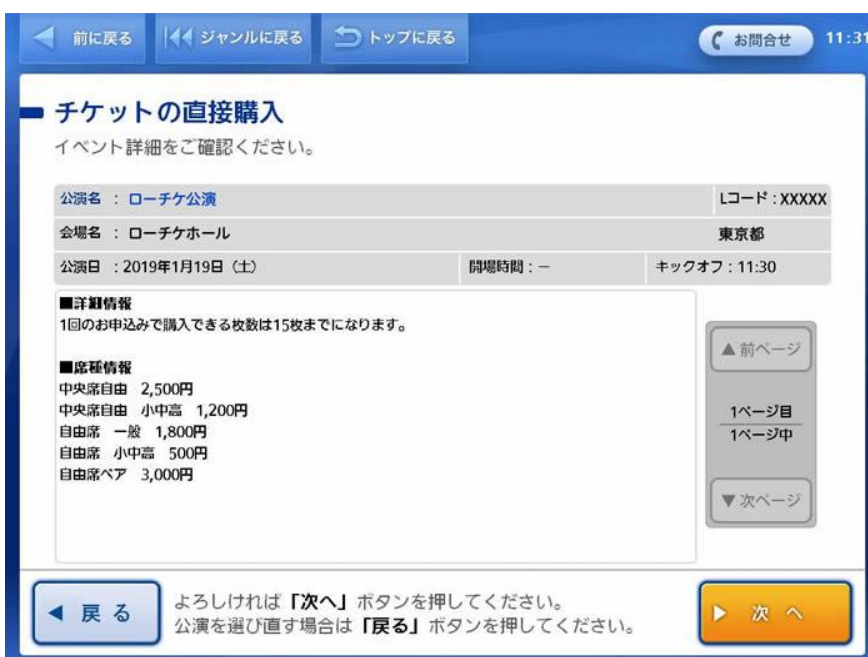 前に戻る ジャンルに戻る トップに戻る お問合せ 11:31
チケットの直接購入
イベント詳細をご確認ください。
公演名 : ローチケ公演 Lコード : XXXXX
会場名 : ローチケホール 東京都
公演日 : 2019年1月19日（土） 開場時間 : － キックオフ : 11:30
■詳細情報
1回のお申込みで購入できる枚数は15枚までになります。
■席種情報
中央席自由 2,500円
中央席自由 小中高 1,200円
自由席 一般 1,800円
自由席 小中高 500円
自由席ペア 3,000円
▲前ページ
1ページ目
1ページ中
▼次ページ
戻る
よろしければ「次へ」ボタンを押してください。
公演を選び直す場合は「戻る」ボタンを押してください。
次へ